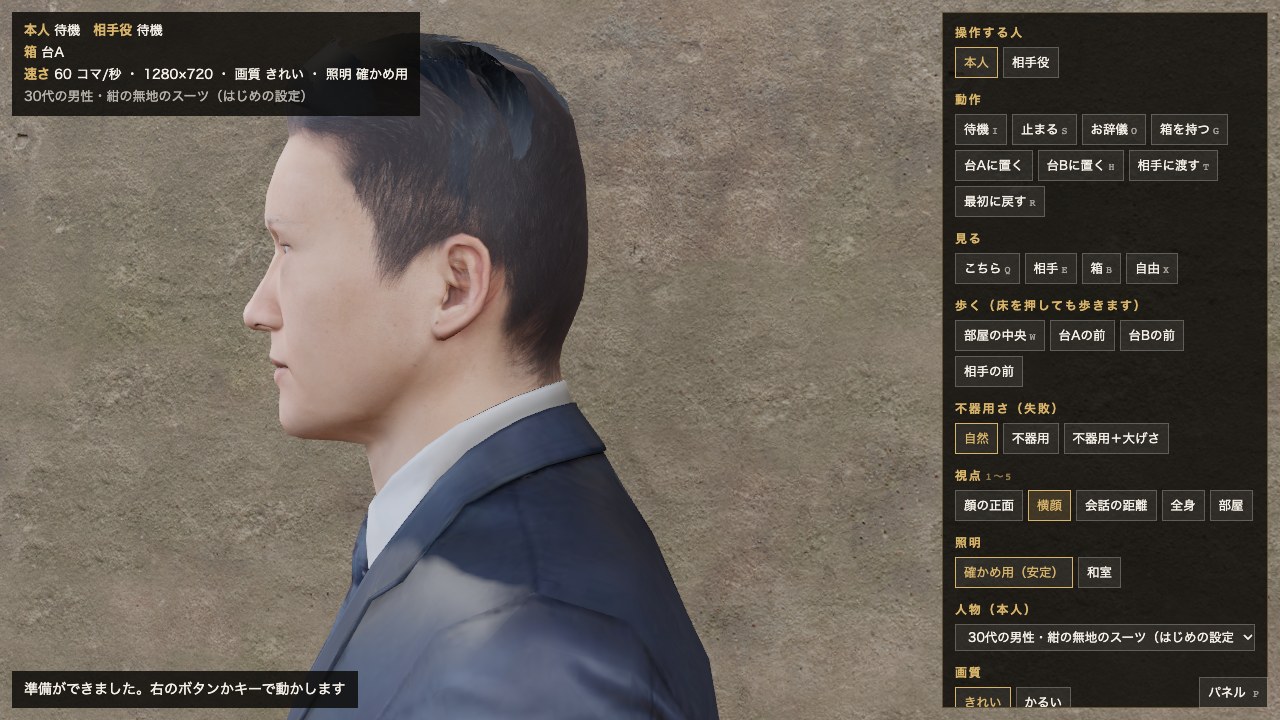 本人 待機 相手役 待機
箱 台A
速さ 60 コマ/秒 ・ 1280×720 ・ 画質 きれい ・ 照明 確かめ用
30代の男性・紺の無地のスーツ（はじめの設定）
準備ができました。右のボタンかキーで動かします
操作する人
本人 相手役
動作
待機 I 止まる S お辞儀 O 箱を持つ G
台Aに置く 台Bに置く H 相手に渡す T
最初に戻す R
見る
こちら Q 相手 E 箱 B 自由 X
歩く（床を押しても歩きます）
部屋の中央 W 台Aの前 台Bの前
相手の前
不器用さ（失敗）
自然 不器用 不器用＋大げさ
視点 1〜5
顔の正面 横顔 会話の距離 全身 部屋
照明
確かめ用（安定） 和室
人物（本人）
30代の男性・紺の無地のスーツ（はじめの設定
画質
きれい かるい
パネル P